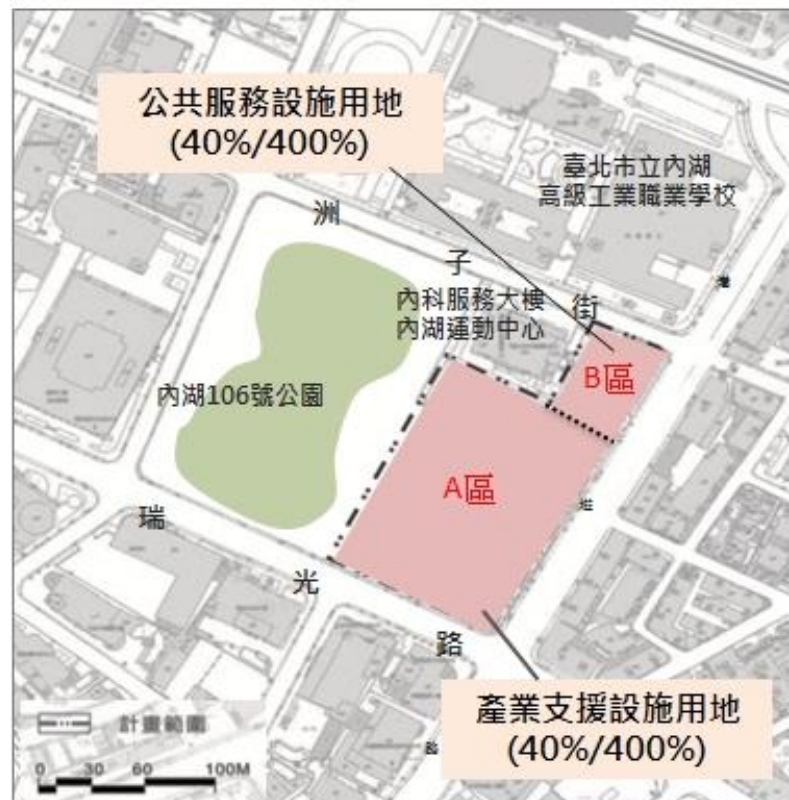 公共服務設施用地
(40%/400%)
臺北市立內湖
高級工業職業學校
洲
子
街
內科服務大樓
內湖運動中心
港
B區
內湖106號公園
A區
瑞
光
路
產業支援設施用地
(40%/400%)
計畫範圍
0 30 60 100M